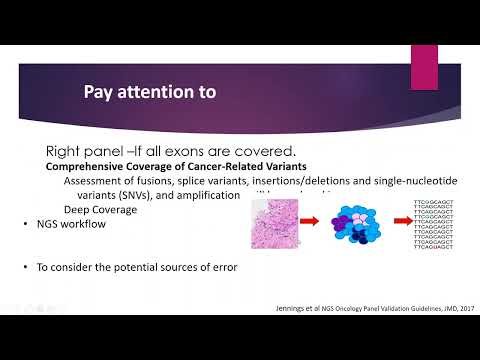 Pay attention to
Right panel –If all exons are covered.
Comprehensive Coverage of Cancer-Related Variants
Assessment of fusions, splice variants, insertions/deletions and single-nucleotide
variants (SNVs), and amplification
Deep Coverage
• NGS workflow
• To consider the potential sources of error
TTCGGCAGCT
TTCAGCAGCT
TTCAGCAGCT
TTCGGCAGCT
TTCAGCAGCT
TTCAGCAGCT
TTCAGCAGCT
TTCAGUAGCT
Jennings et al NGS Oncology Panel Validation Guidelines, JMD, 2017